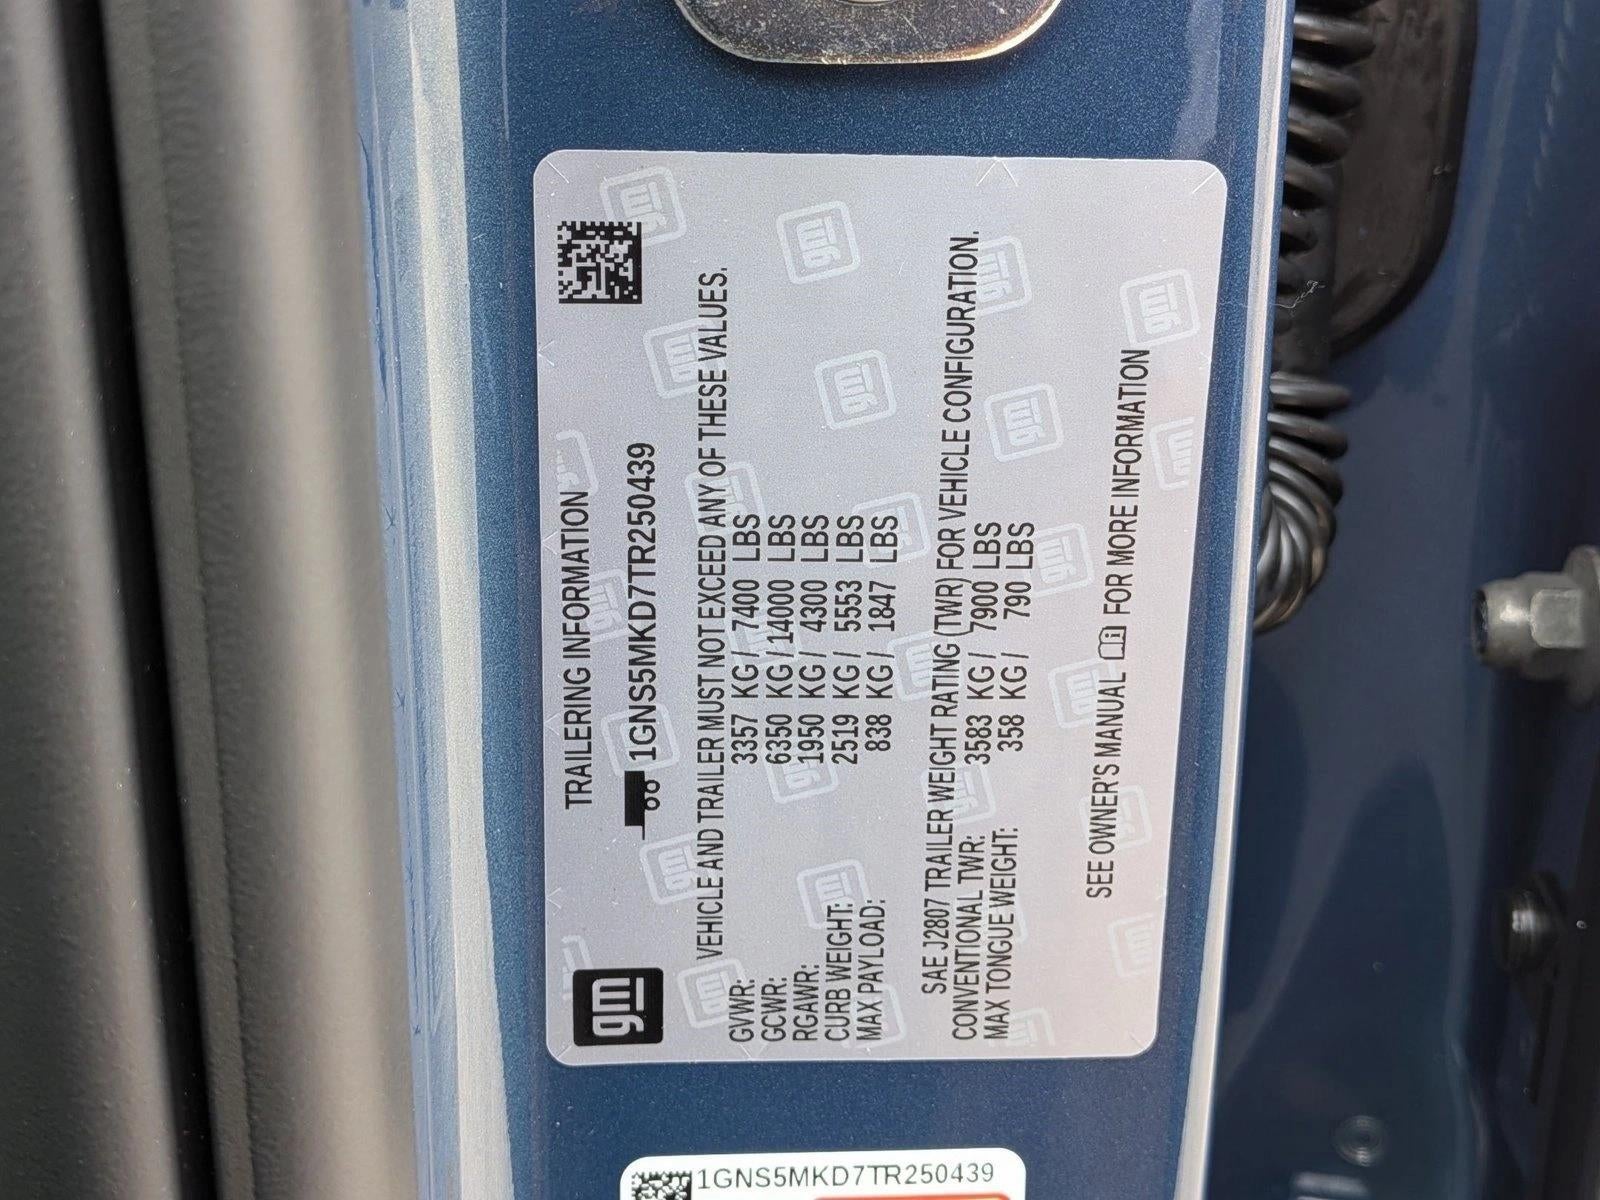 TRAILERING INFORMATION
1GNS5MKD7TR250439
gm
VEHICLE AND TRAILER MUST NOT EXCEED ANY OF THESE VALUES.
GVWR: 3357 KG / 7400 LBS
GCWR: 6350 KG / 14000 LBS
RGAWR: 1950 KG / 4300 LBS
CURB WEIGHT: 2519 KG / 5553 LBS
MAX PAYLOAD: 838 KG / 1847 LBS
SAE J2807 TRAILER WEIGHT RATING (TWR) FOR VEHICLE CONFIGURATION.
CONVENTIONAL TWR: 3583 KG / 7900 LBS
MAX TONGUE WEIGHT: 358 KG / 790 LBS
SEE OWNER'S MANUAL FOR MORE INFORMATION
1GNS5MKD7TR250439